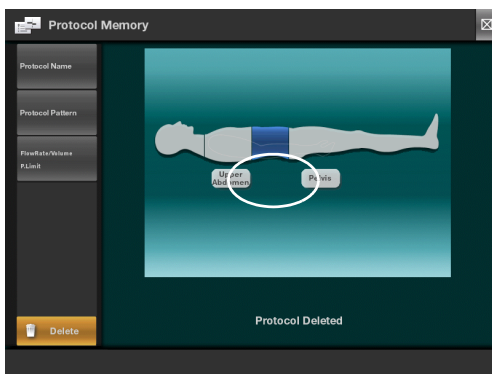 Protocol Memory
Protocol Name
Protocol Pattern
FlowRate/Volume
P.Limit
Upper
Abdomen
Pelvis
Delete
Protocol Deleted